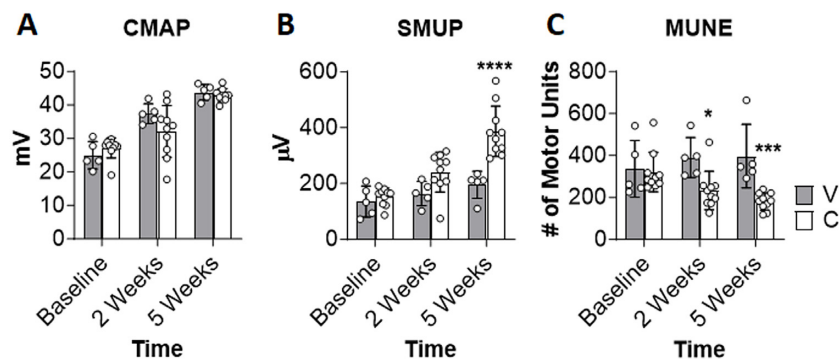 A CMAP
mV
50
40
30
20
10
0
Baseline
2 Weeks
5 Weeks
Time
B SMUP
µV
600
400
200
0
****
Baseline
2 Weeks
5 Weeks
Time
C MUNE
# of Motor Units
800
600
400
200
0
*
***
Baseline
2 Weeks
5 Weeks
Time
V
C